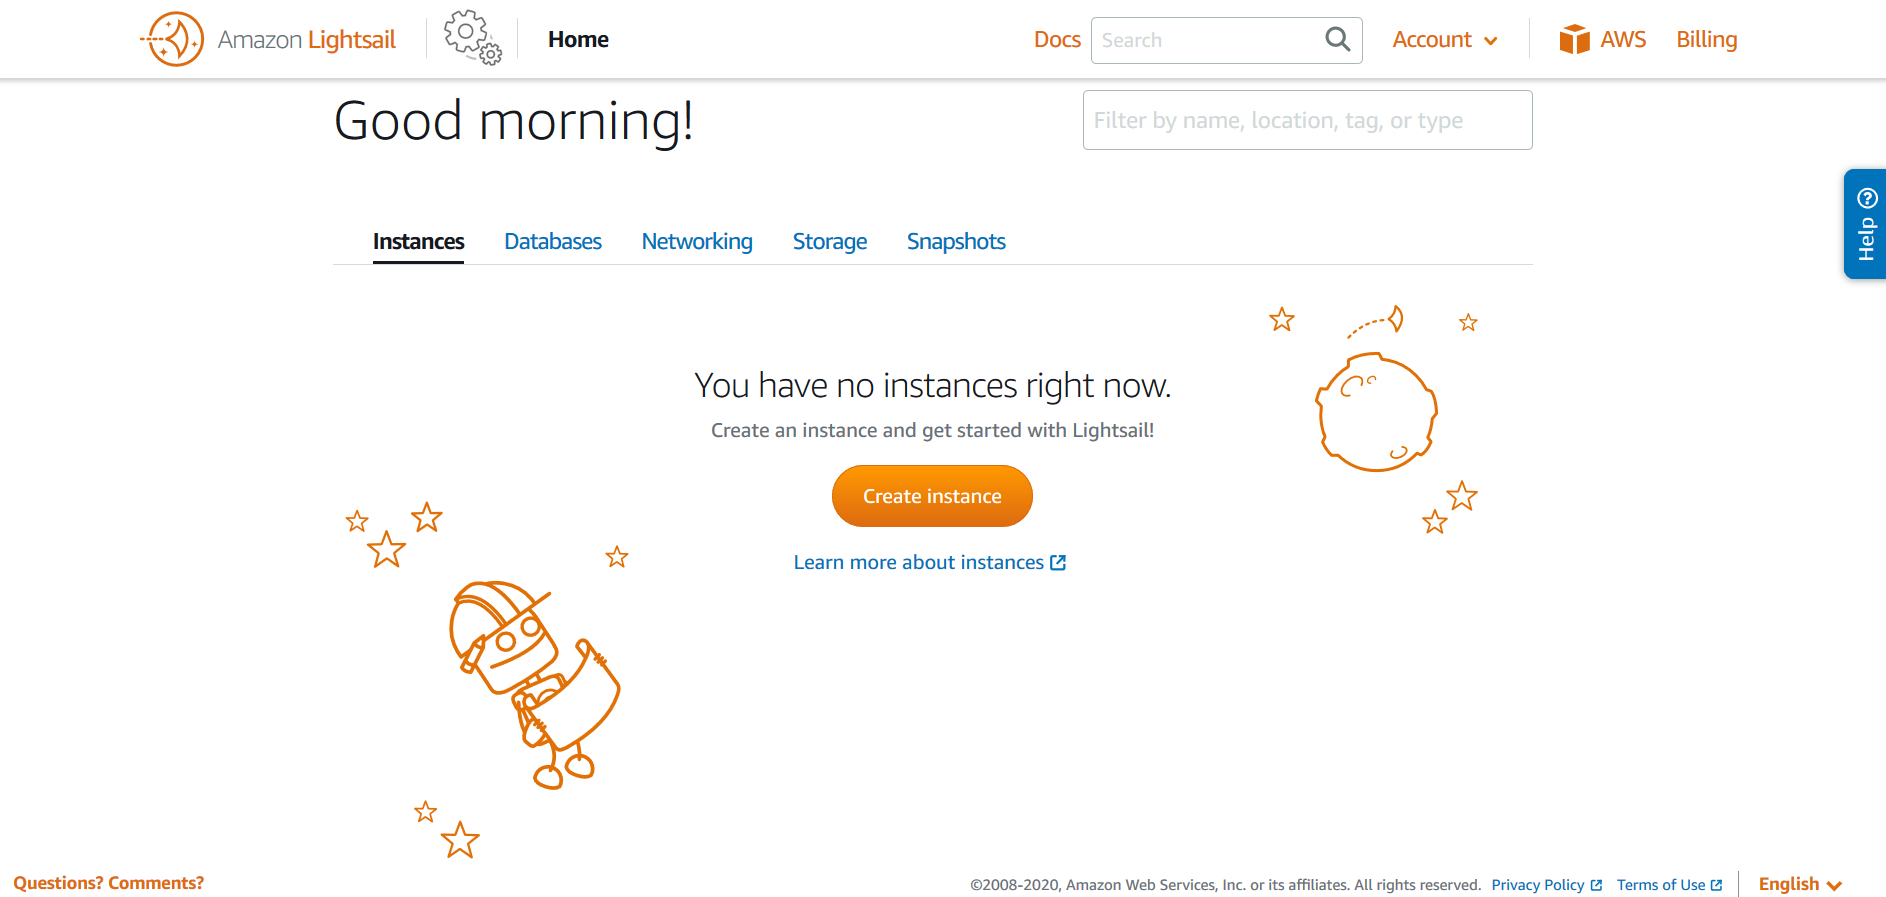 Amazon Lightsail
Home
Docs
Search
Account
AWS
Billing
Good morning!
Filter by name, location, tag, or type
Help
Instances
Databases
Networking
Storage
Snapshots
You have no instances right now.
Create an instance and get started with Lightsail!
Create instance
Learn more about instances
Questions? Comments?
©2008-2020, Amazon Web Services, Inc. or its affiliates. All rights reserved.
Privacy Policy
Terms of Use
English